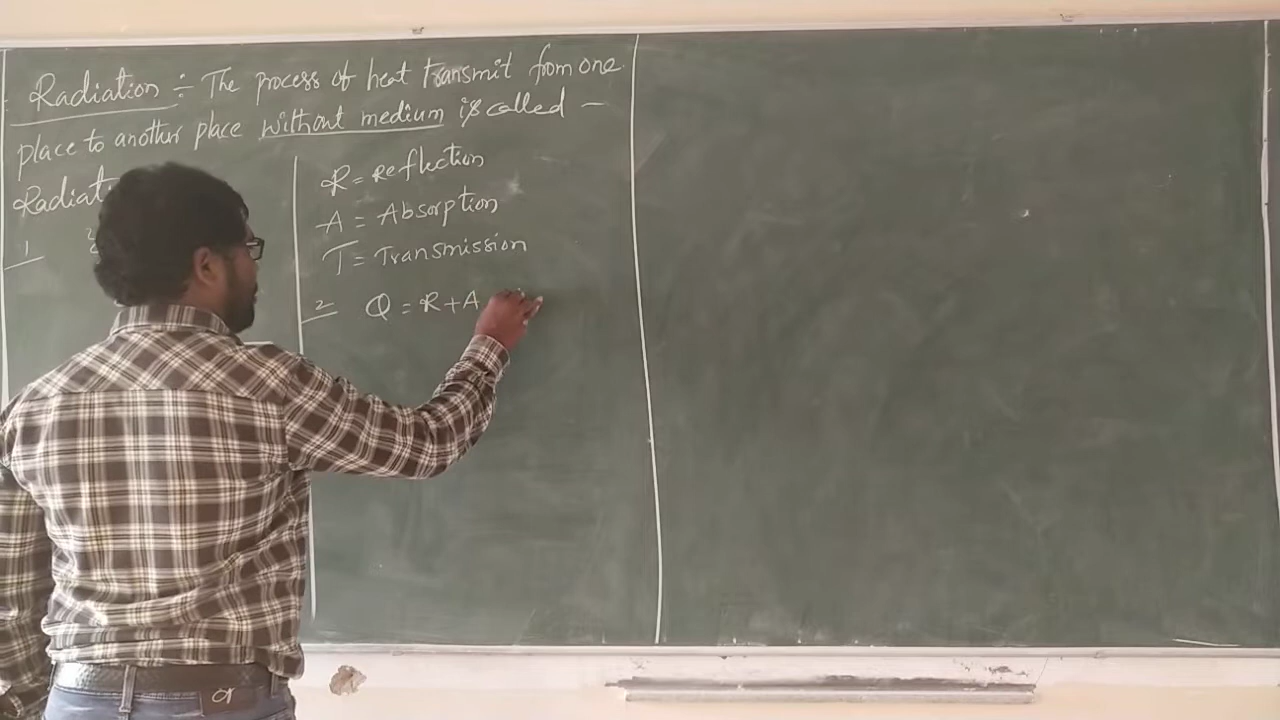 Radiation ÷ The process of heat transmit from one
place to another place without medium is called –
Radiati
1
R = Reflection
A = Absorption
T = Transmission
2 Q = R + A